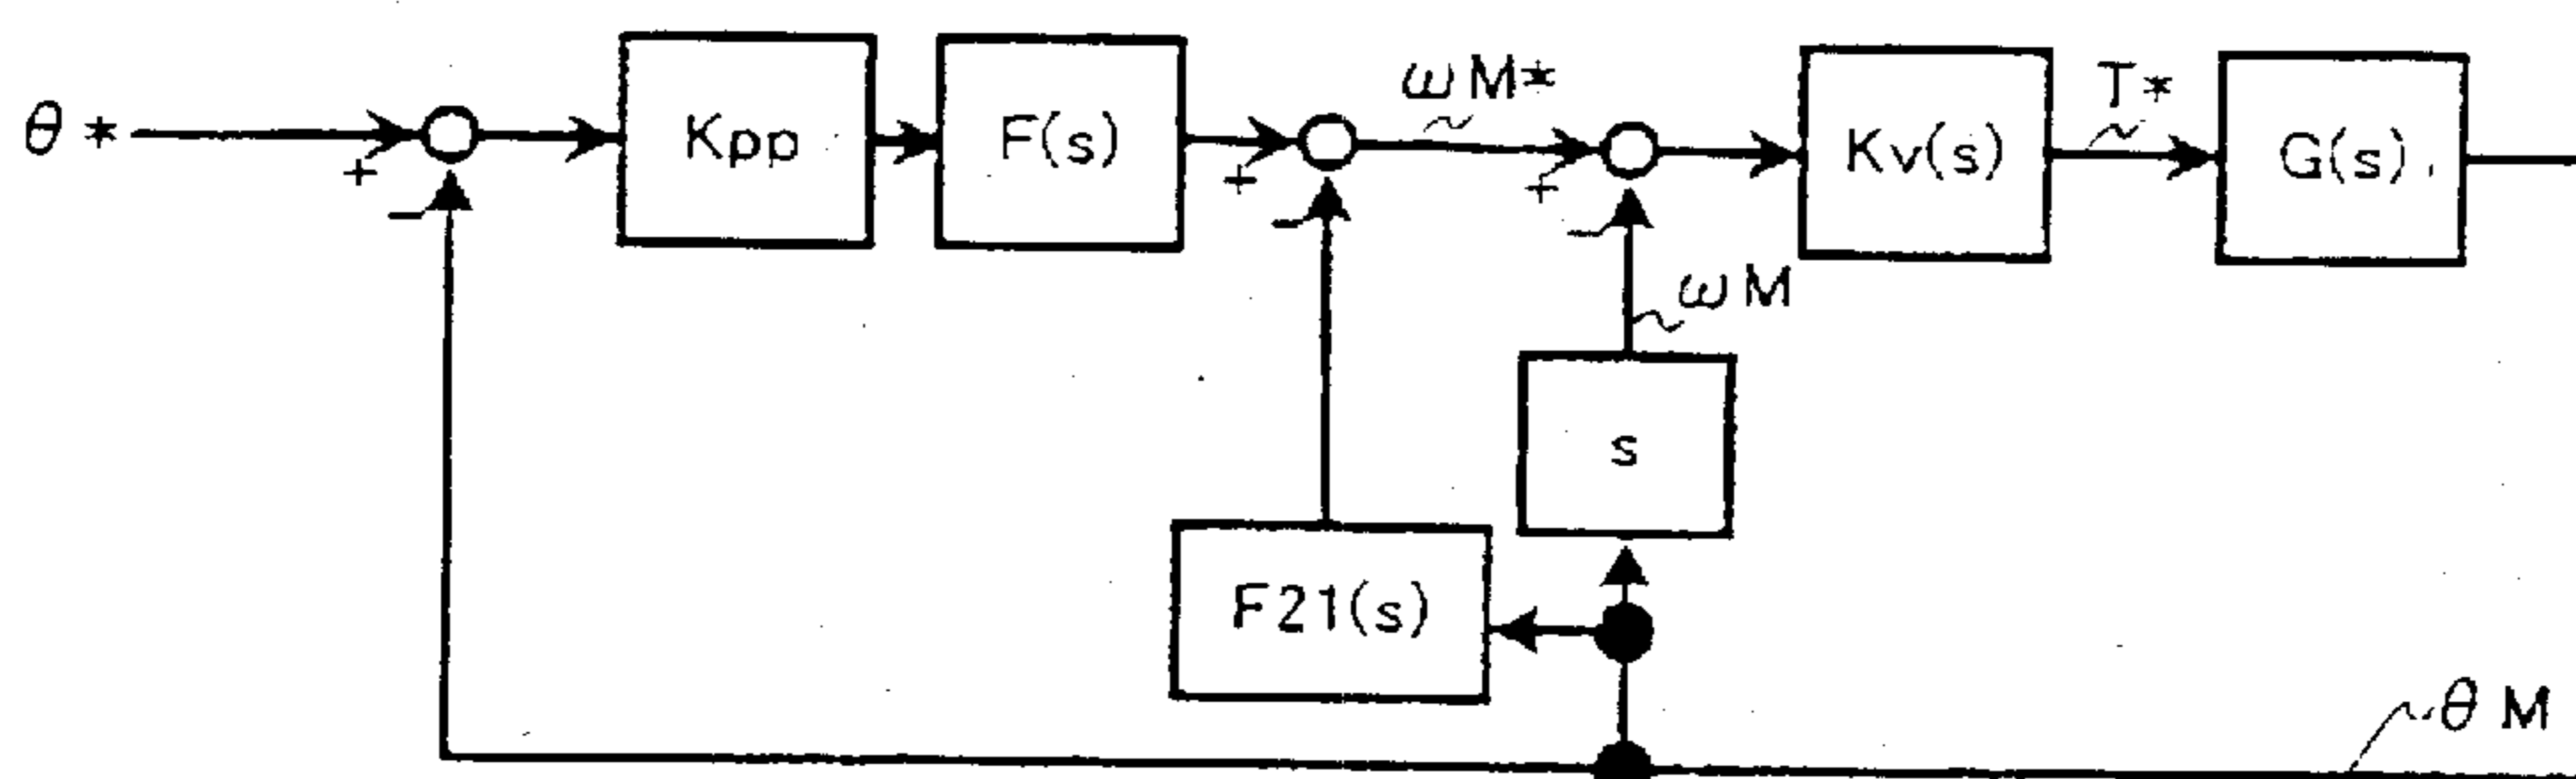 θ *
+
−
Kpp
F(s)
+
−
ωM*
+
−
Kv(s)
T*
G(s)
ωM
s
F21(s)
θM